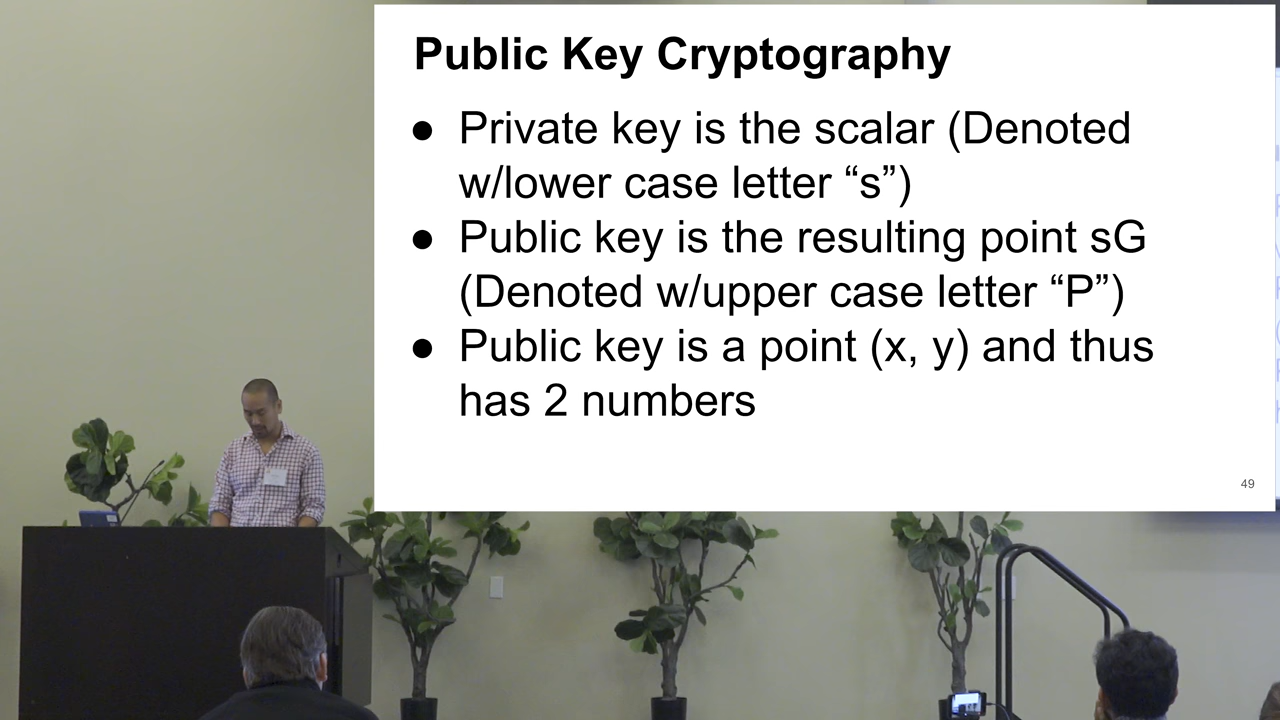 Public Key Cryptography
● Private key is the scalar (Denoted
w/lower case letter “s”)
● Public key is the resulting point sG
(Denoted w/upper case letter “P”)
● Public key is a point (x, y) and thus
has 2 numbers
49